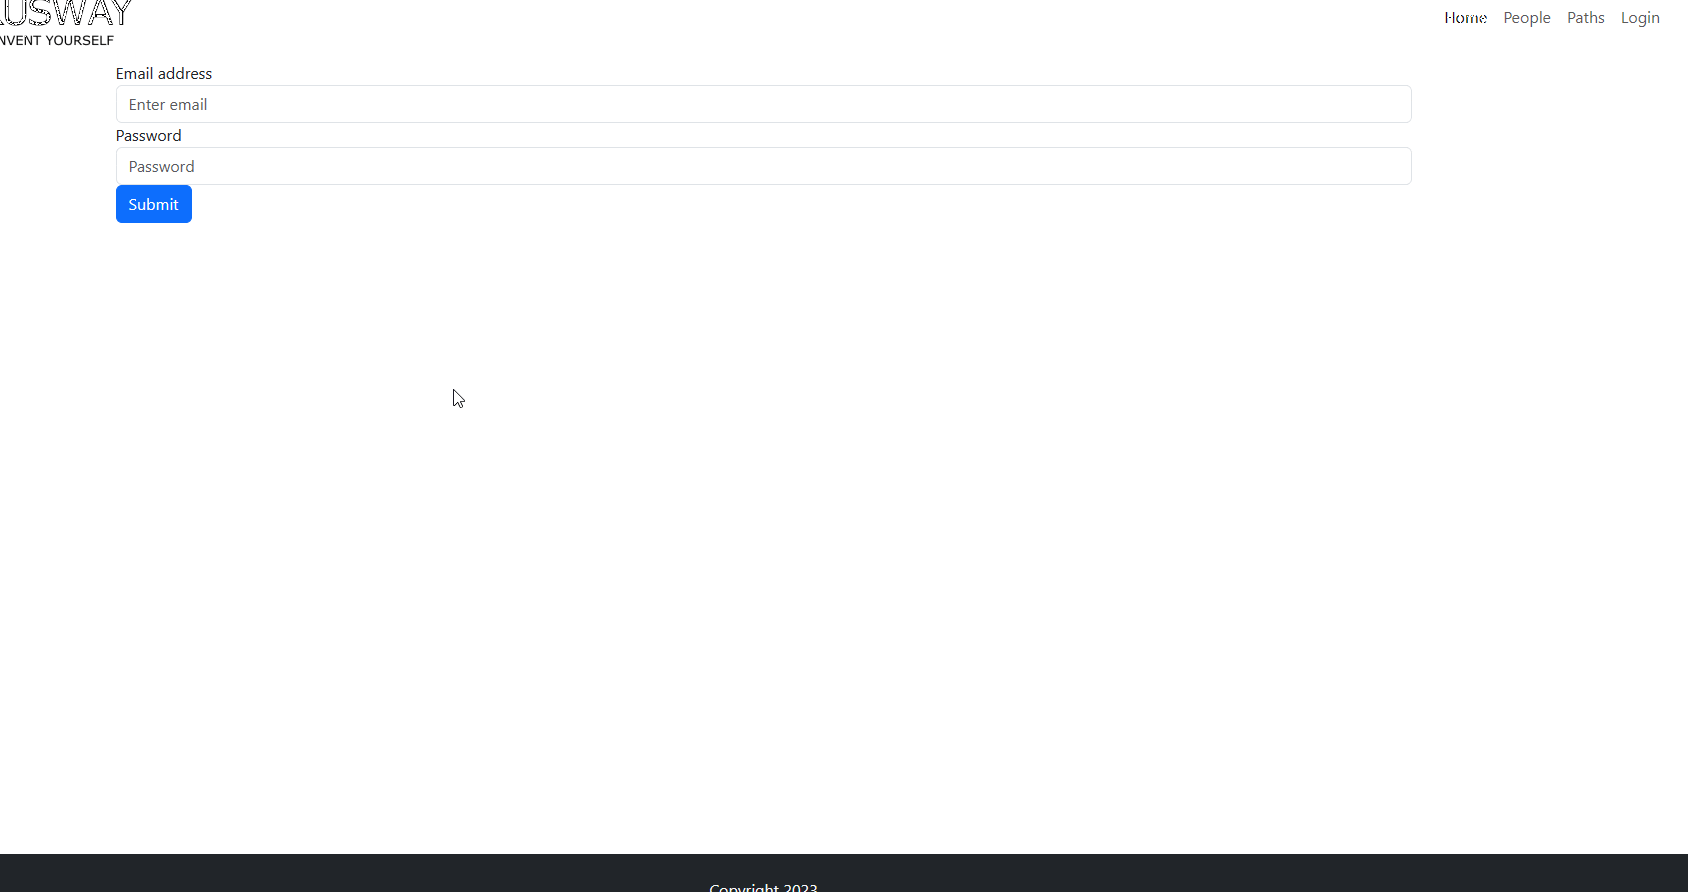 USWAY
NVENT YOURSELF
Home People Paths Login
Email address
Enter email
Password
Password
Submit
Copyright 2023